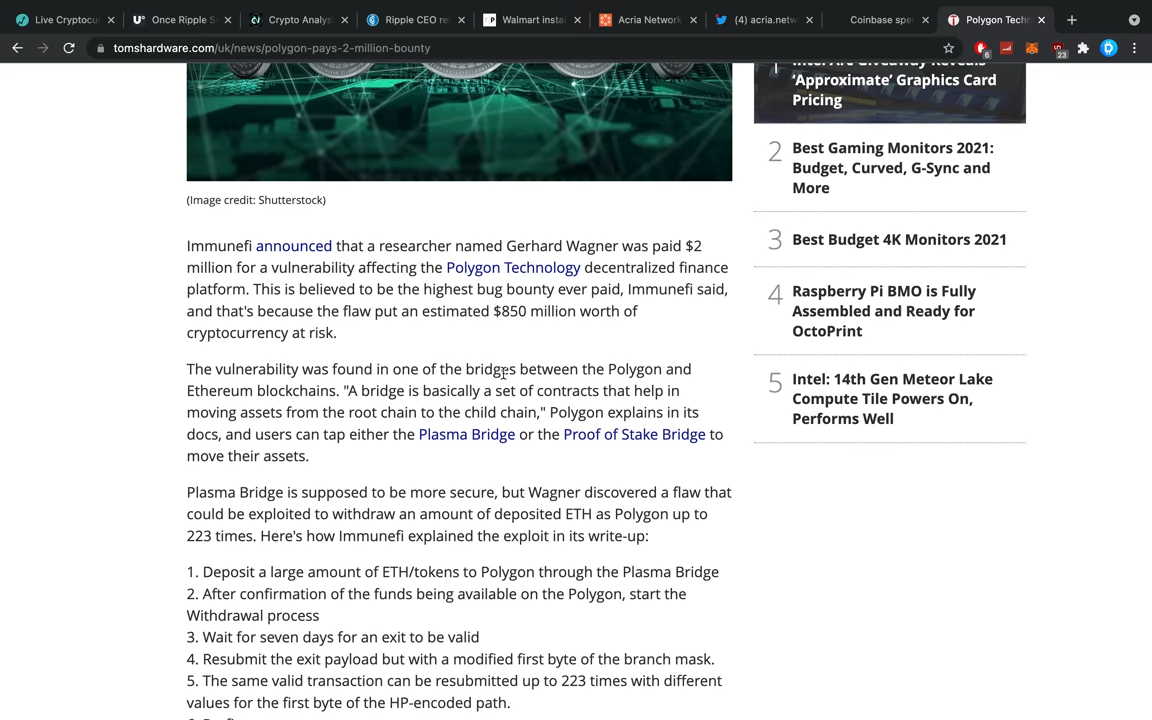 Live Cryptocu
Once Ripple S
Crypto Analys
Ripple CEO re
Walmart insta
Acria Network
(4) acria.netw
Coinbase spe
Polygon Techn
tomshardware.com/uk/news/polygon-pays-2-million-bounty
6
23
1
Intel Arc Giveaway Reveals
'Approximate' Graphics Card
Pricing
2
Best Gaming Monitors 2021:
Budget, Curved, G-Sync and
More
3
Best Budget 4K Monitors 2021
4
Raspberry Pi BMO is Fully
Assembled and Ready for
OctoPrint
5
Intel: 14th Gen Meteor Lake
Compute Tile Powers On,
Performs Well
(Image credit: Shutterstock)
Immunefi announced that a researcher named Gerhard Wagner was paid $2
million for a vulnerability affecting the Polygon Technology decentralized finance
platform. This is believed to be the highest bug bounty ever paid, Immunefi said,
and that's because the flaw put an estimated $850 million worth of
cryptocurrency at risk.
The vulnerability was found in one of the bridges between the Polygon and
Ethereum blockchains. "A bridge is basically a set of contracts that help in
moving assets from the root chain to the child chain," Polygon explains in its
docs, and users can tap either the Plasma Bridge or the Proof of Stake Bridge to
move their assets.
Plasma Bridge is supposed to be more secure, but Wagner discovered a flaw that
could be exploited to withdraw an amount of deposited ETH as Polygon up to
223 times. Here's how Immunefi explained the exploit in its write-up:
1. Deposit a large amount of ETH/tokens to Polygon through the Plasma Bridge
2. After confirmation of the funds being available on the Polygon, start the
Withdrawal process
3. Wait for seven days for an exit to be valid
4. Resubmit the exit payload but with a modified first byte of the branch mask.
5. The same valid transaction can be resubmitted up to 223 times with different
values for the first byte of the HP-encoded path.